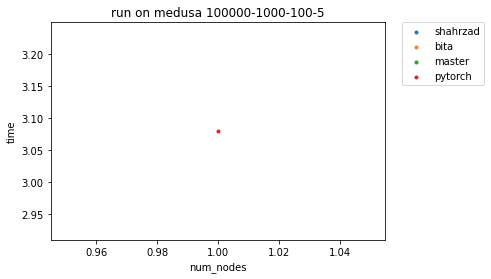 run on medusa 100000-1000-100-5
shahrzad
bita
master
pytorch
3.20
3.15
3.10
3.05
3.00
2.95
time
0.96 0.98 1.00 1.02 1.04
num_nodes